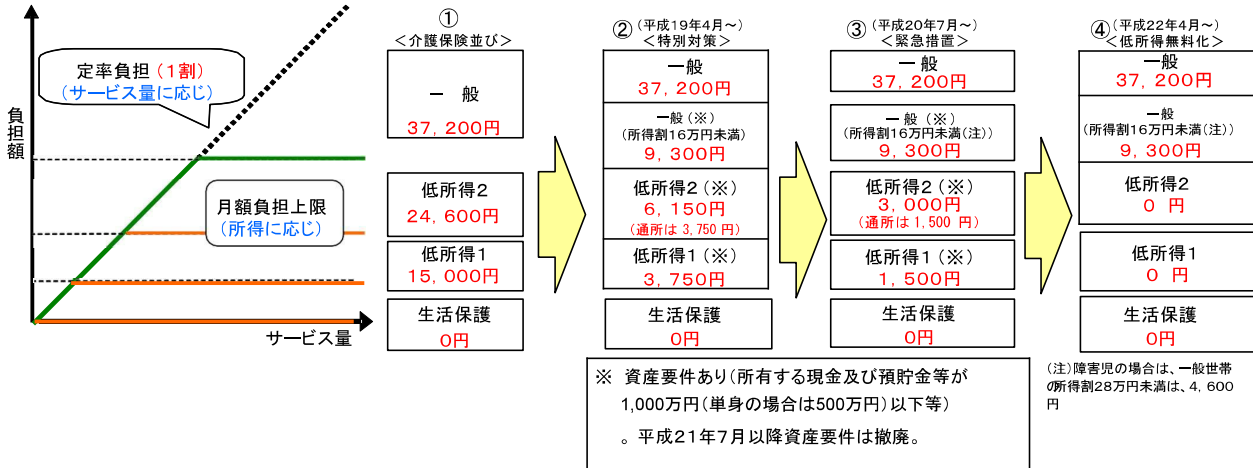 負担額
定率負担(1割)
(サービス量に応じ)
月額負担上限
(所得に応じ)
サービス量
①
<介護保険並び>
一 般
37,200円
低所得2
24,600円
低所得1
15,000円
生活保護
0円
② (平成19年4月~)
<特別対策>
一般
37,200円
一般(※)
(所得割16万円未満)
9,300円
低所得2(※)
6,150円
(通所は3,750円)
低所得1(※)
3,750円
生活保護
0円
③ (平成20年7月~)
<緊急措置>
一般
37,200円
一般(※)
(所得割16万円未満(注))
9,300円
低所得2(※)
3,000円
(通所は1,500 円)
低所得1(※)
1,500円
生活保護
0円
④ (平成22年4月~)
<低所得無料化>
一般
37,200円
一般
(所得割16万円未満(注))
9,300円
低所得2
0 円
低所得1
0 円
生活保護
0円
※ 資産要件あり(所有する現金及び預貯金等が
1,000万円(単身の場合は500万円)以下等)
。平成21年7月以降資産要件は撤廃。
(注)障害児の場合は、一般世帯
の所得割28万円未満は、4,600
円